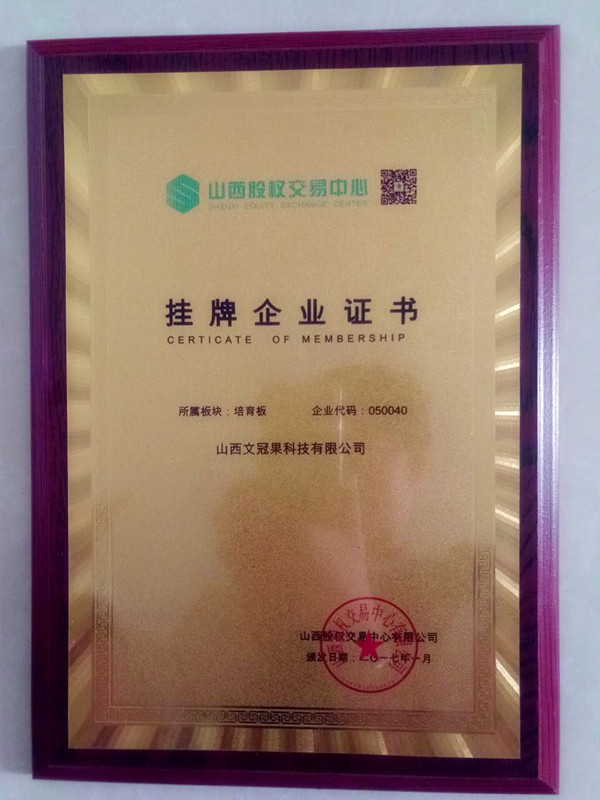 山西股权交易中心
SHANXI EQUITY EXCHANGE CENTER
挂牌企业证书
CERTICATE OF MEMBERSHIP
所属板块：培育板 企业代码：050040
山西文冠果科技有限公司
山西股权交易中心有限公司
颁发日期：二〇一七年一月